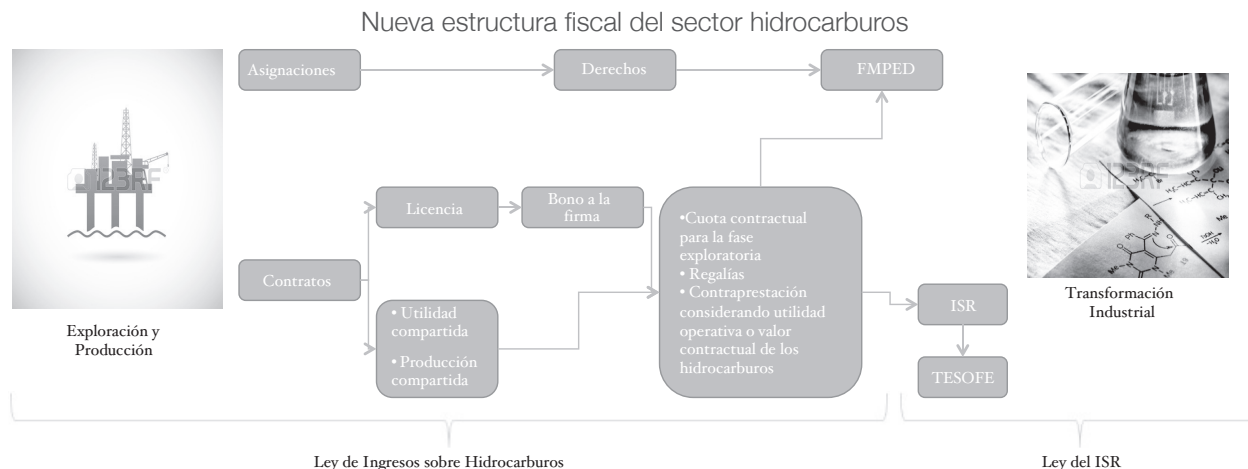 Nueva estructura fiscal del sector hidrocarburos
Asignaciones
Derechos
FMPED
123RF
Licencia
Bono a la
firma
Contratos
• Utilidad
compartida
• Producción
compartida
•Cuota contractual
para la fase
exploratoria
• Regalías
• Contraprestación
considerando utilidad
operativa o valor
contractual de los
hidrocarburos
ISR
TESOFE
123RF
Exploración y
Producción
Transformación
Industrial
Ley de Ingresos sobre Hidrocarburos
Ley del ISR